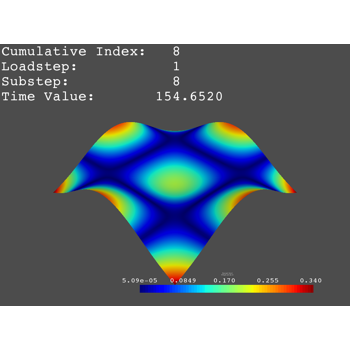 Cumulative Index: 8
Loadstep: 1
Substep: 8
Time Value: 154.6520
5.09e-05 0.0849 0.170 0.255 0.340